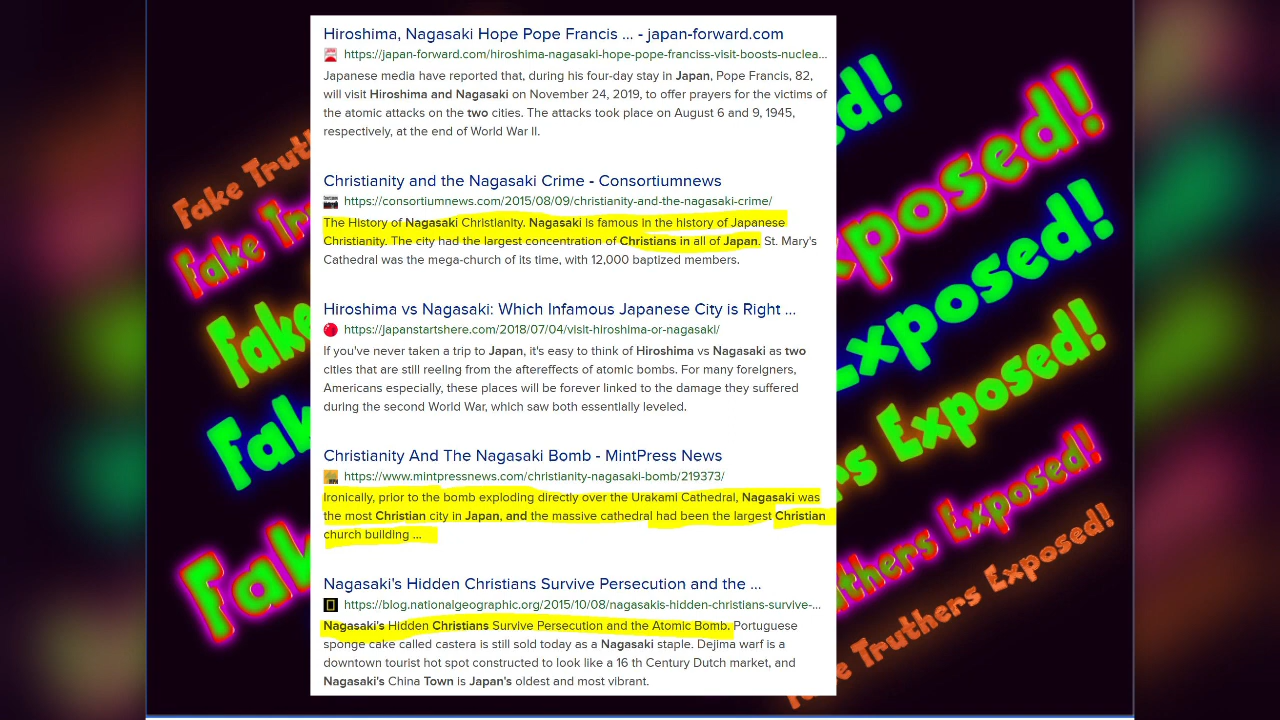 Hiroshima, Nagasaki Hope Pope Francis ... - japan-forward.com
https://japan-forward.com/hiroshima-nagasaki-hope-pope-franciss-visit-boosts-nuclea...
Japanese media have reported that, during his four-day stay in Japan, Pope Francis, 82,
will visit Hiroshima and Nagasaki on November 24, 2019, to offer prayers for the victims of
the atomic attacks on the two cities. The attacks took place on August 6 and 9, 1945,
respectively, at the end of World War II.
Christianity and the Nagasaki Crime - Consortiumnews
https://consortiumnews.com/2015/08/09/christianity-and-the-nagasaki-crime/
The History of Nagasaki Christianity. Nagasaki is famous in the history of Japanese
Christianity. The city had the largest concentration of Christians in all of Japan. St. Mary's
Cathedral was the mega-church of its time, with 12,000 baptized members.
Hiroshima vs Nagasaki: Which Infamous Japanese City is Right ...
https://japanstartshere.com/2018/07/04/visit-hiroshima-or-nagasaki/
If you've never taken a trip to Japan, it's easy to think of Hiroshima vs Nagasaki as two
cities that are still reeling from the aftereffects of atomic bombs. For many foreigners,
Americans especially, these places will be forever linked to the damage they suffered
during the second World War, which saw both essentially leveled.
Christianity And The Nagasaki Bomb - MintPress News
https://www.mintpressnews.com/christianity-nagasaki-bomb/219373/
Ironically, prior to the bomb exploding directly over the Urakami Cathedral, Nagasaki was
the most Christian city in Japan, and the massive cathedral had been the largest Christian
church building ...
Nagasaki's Hidden Christians Survive Persecution and the ...
https://blog.nationalgeographic.org/2015/10/08/nagasakis-hidden-christians-survive-...
Nagasaki's Hidden Christians Survive Persecution and the Atomic Bomb. Portuguese
sponge cake called castera is still sold today as a Nagasaki staple. Dejima warf is a
downtown tourist hot spot constructed to look like a 16 th Century Dutch market, and
Nagasaki's China Town is Japan's oldest and most vibrant.
Fake Trut
Fake Tr
Fake
Fak
Fak
d!
xposed!
Exposed!
rs Exposed!
uthers Exposed!
ke Truthers Exposed!